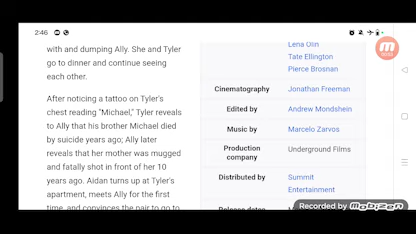 2:46
with and dumping Ally. She and Tyler
go to dinner and continue seeing
each other.
After noticing a tattoo on Tyler's
chest reading "Michael," Tyler reveals
to Ally that his brother Michael died
by suicide years ago; Ally later
reveals that her mother was mugged
and fatally shot in front of her 10
years ago. Aidan turns up at Tyler's
apartment, meets Ally for the
first time, and convinces the pair to go to
Lena Olin
Tate Ellington
Pierce Brosnan
Cinematography Jonathan Freeman
Edited by Andrew Mondshein
Music by Marcelo Zarvos
Production
company
Underground Films
Distributed by Summit
Entertainment
Release dates
Recorded by Mobizen